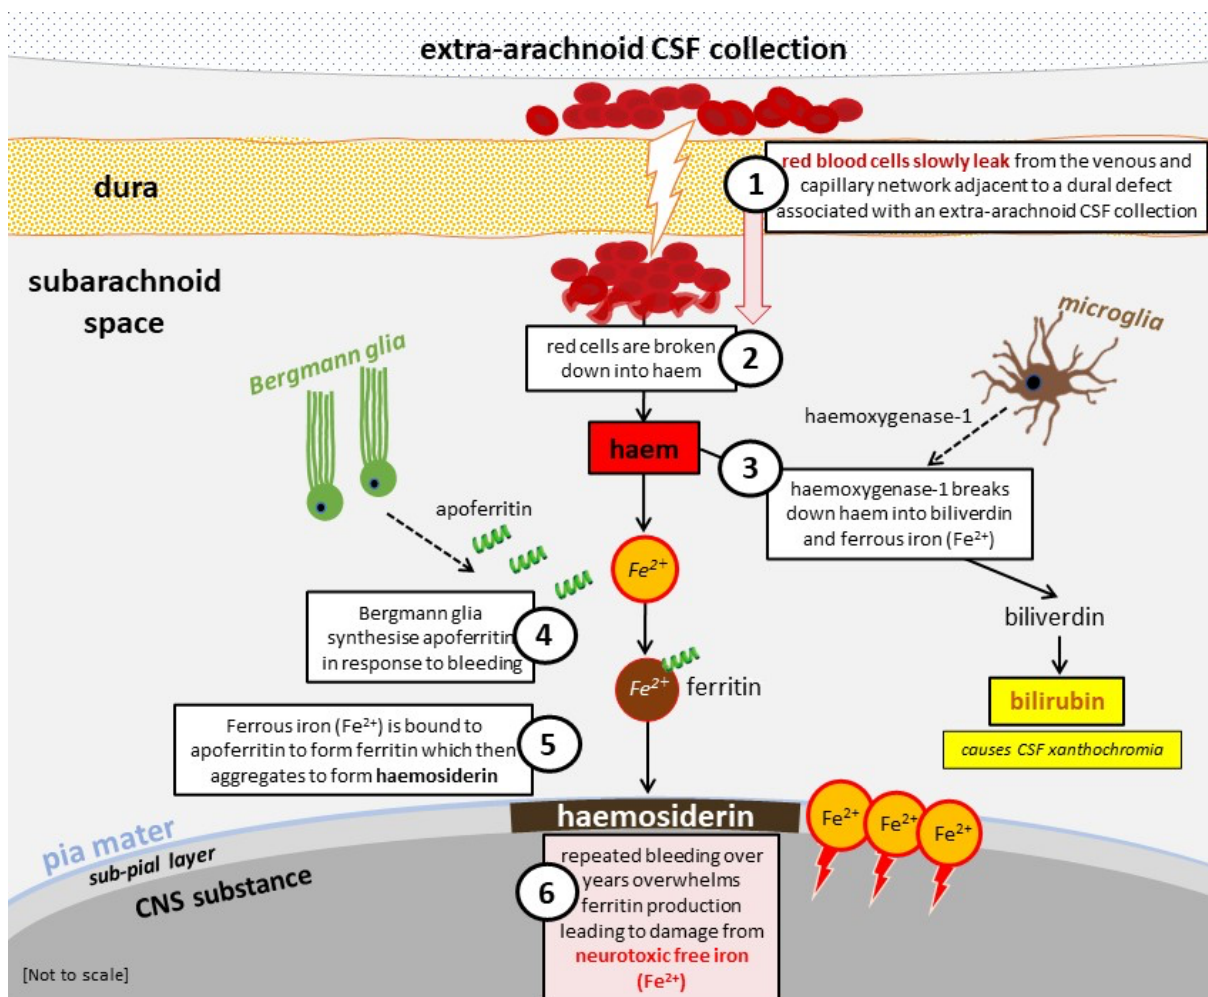 extra-arachnoid CSF collection
dura
1
red blood cells slowly leak from the venous and
capillary network adjacent to a dural defect
associated with an extra-arachnoid CSF collection
subarachnoid
space
Bergmann glia
microglia
red cells are broken
down into haem
2
haemoxygenase-1
haem
3
haemoxygenase-1 breaks
down haem into biliverdin
and ferrous iron (Fe²⁺)
apoferritin
Fe²⁺
Bergmann glia
synthesise apoferritin
in response to bleeding
4
biliverdin
Fe²⁺
ferritin
bilirubin
causes CSF xanthochromia
Ferrous iron (Fe²⁺) is bound to
apoferritin to form ferritin which then
aggregates to form haemosiderin
5
haemosiderin
Fe²⁺
Fe²⁺
Fe²⁺
pia mater
sub-pial layer
CNS substance
6
repeated bleeding over
years overwhelms
ferritin production
leading to damage from
neurotoxic free iron
(Fe²⁺)
[Not to scale]